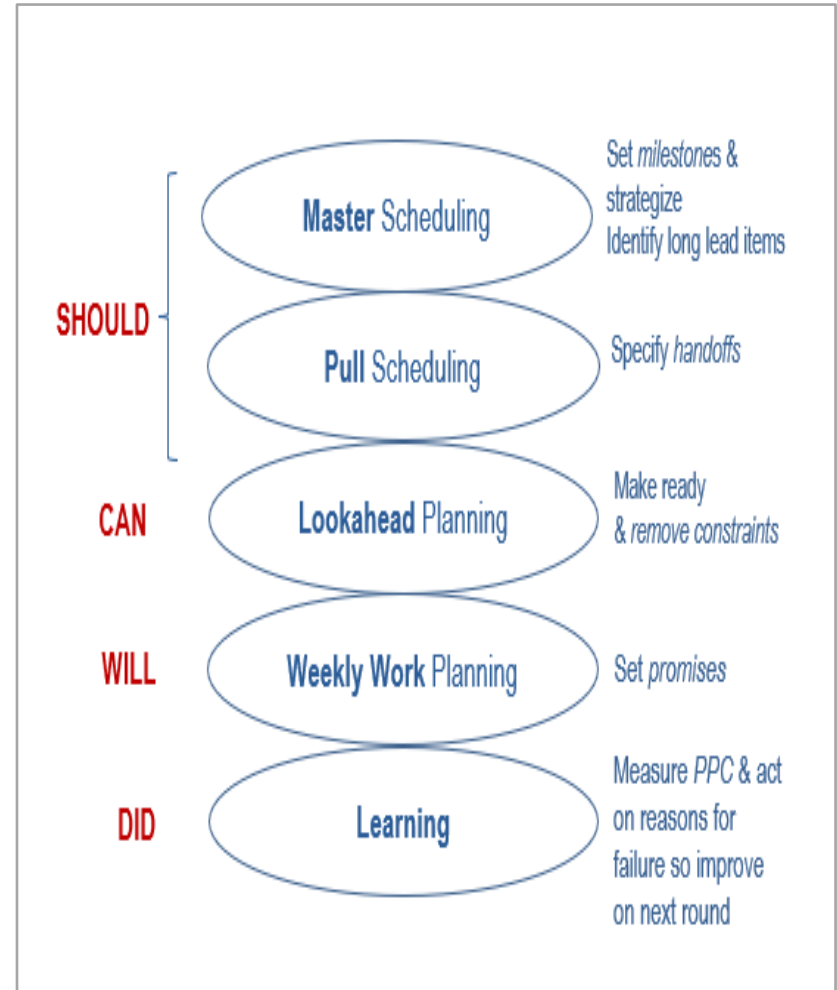 Set milestones &
strategize
Master Scheduling
Identify long lead items
SHOULD
Pull Scheduling
Specify handoffs
Make ready
CAN
Lookahead Planning
& remove constraints
WILL
Weekly Work Planning
Set promises
Measure PPC & act
DID
Learning
on reasons for
failure so improve
on next round